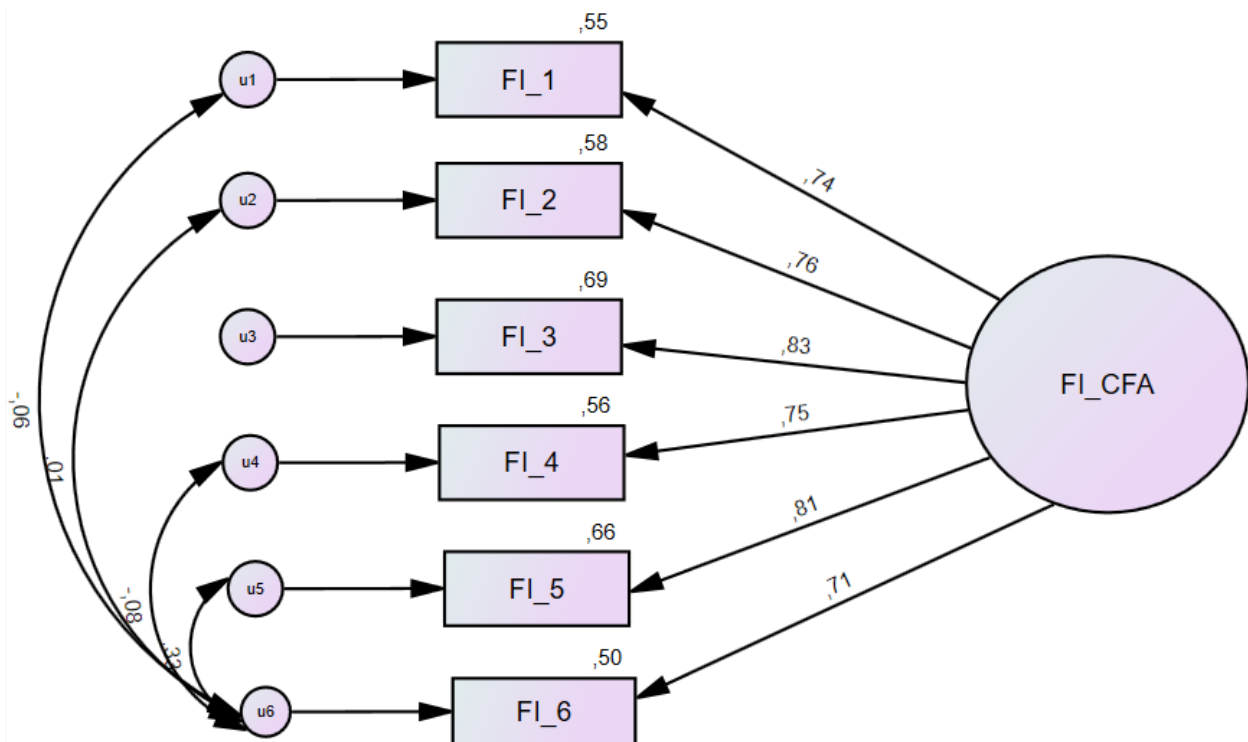 ,55
u1
FI_1
,74
,58
u2
FI_2
,76
,69
u3
FI_3
,83
FI_CFA
-,06
,01
,56
u4
FI_4
,75
,66
u5
FI_5
,81
-,08
,50
u6
FI_6
,71